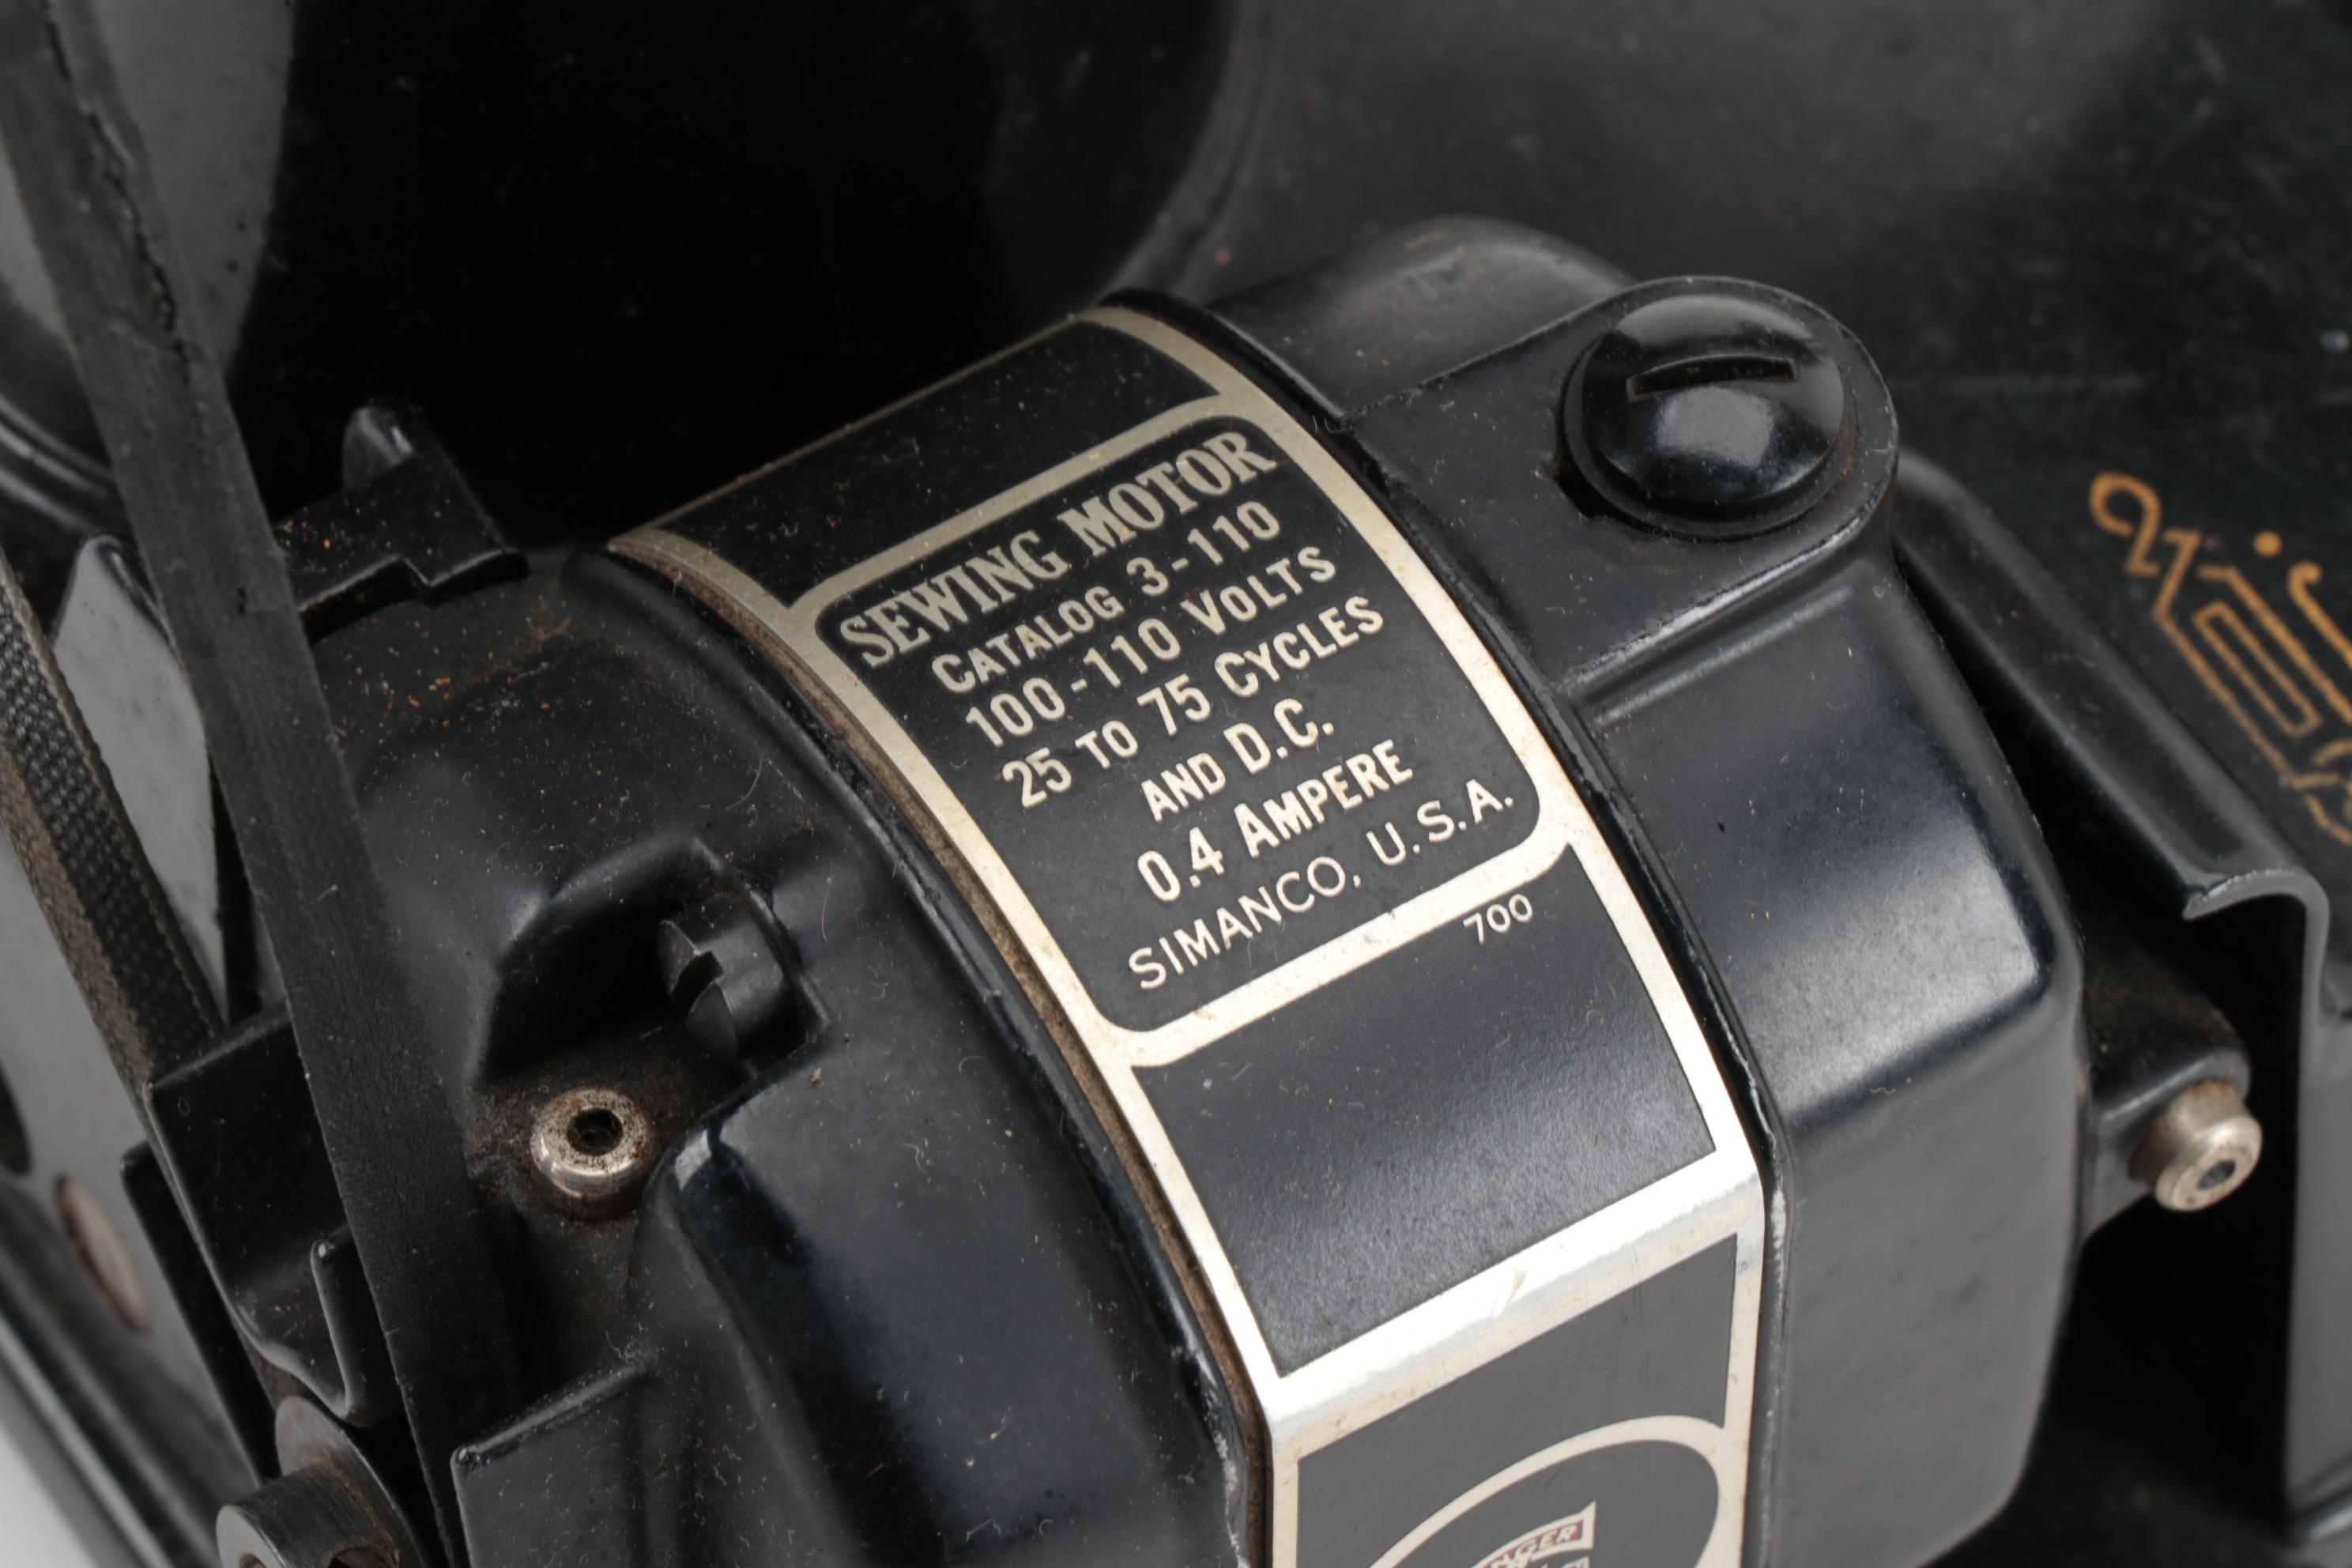 SEWING MOTOR
CATALOG 3-110
100-110 VOLTS
25 TO 75 CYCLES
AND D.C.
0.4 AMPERE
SIMANCO, U.S.A.
700